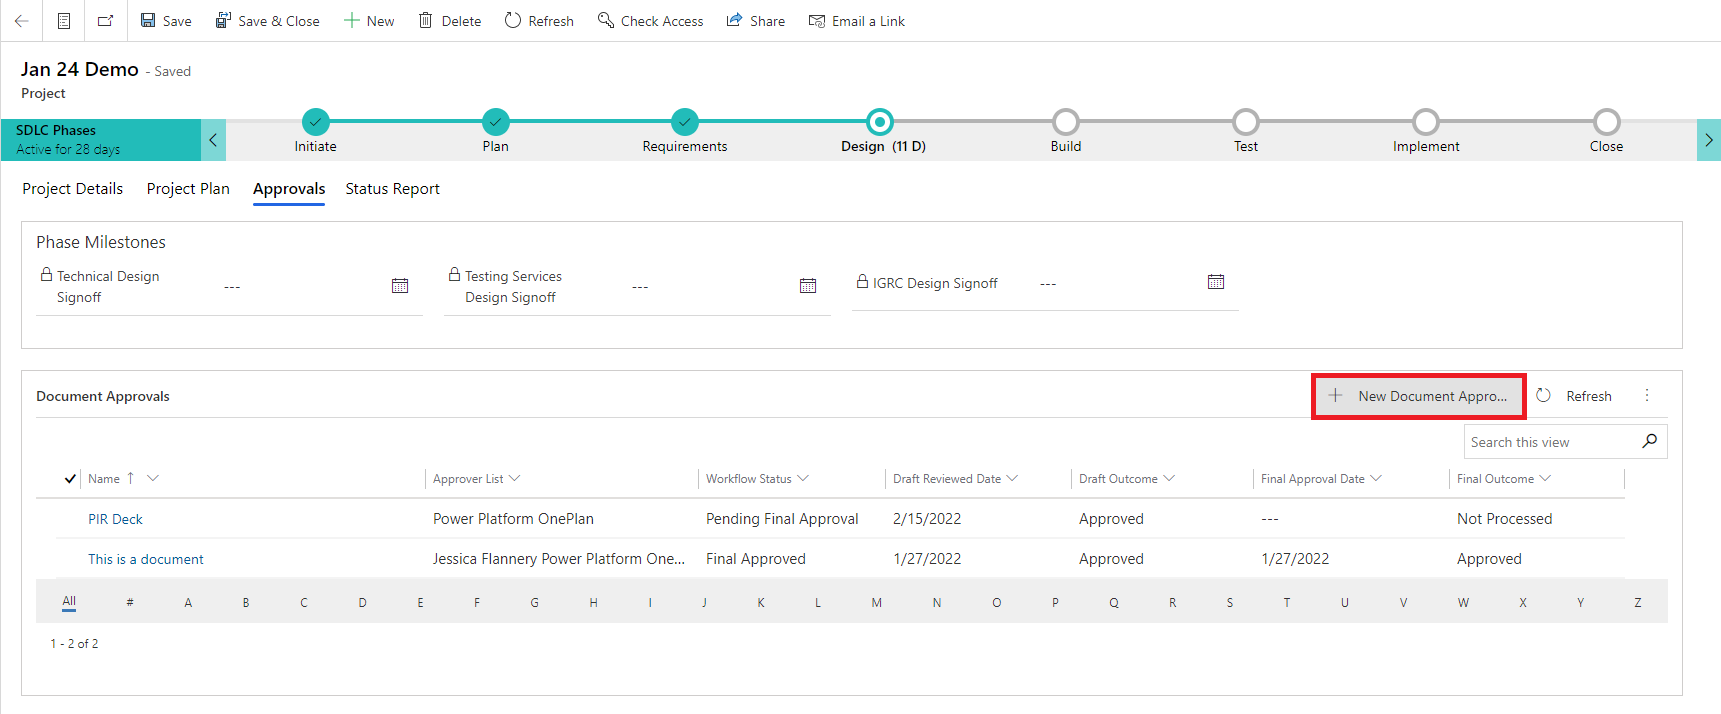 Save Save & Close New Delete Refresh Check Access Share Email a Link
Jan 24 Demo - Saved
Project
SDLC Phases
Active for 28 days
Initiate Plan Requirements Design (11 D) Build Test Implement Close
Project Details Project Plan Approvals Status Report
Phase Milestones
Technical Design Signoff ---
Testing Services Design Signoff ---
IGRC Design Signoff ---
Document Approvals New Document Appro... Refresh
Search this view
Name Approver List Workflow Status Draft Reviewed Date Draft Outcome Final Approval Date Final Outcome
PIR Deck Power Platform OnePlan Pending Final Approval 2/15/2022 Approved --- Not Processed
This is a document Jessica Flannery Power Platform One... Final Approved 1/27/2022 Approved 1/27/2022 Approved
All # A B C D E F G H I J K L M N O P Q R S T U V W X Y Z
1 - 2 of 2